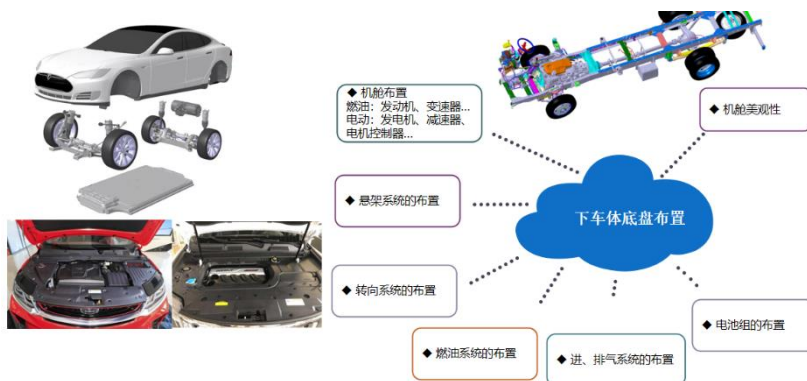 ◆ 机舱布置
燃油：发动机、变速器...
电动：发电机、减速器、
电机控制器...
◆ 机舱美观性
◆ 悬架系统的布置
下车体底盘布置
◆ 转向系统的布置
◆ 电池组的布置
◆ 燃油系统的布置
◆ 进、排气系统的布置